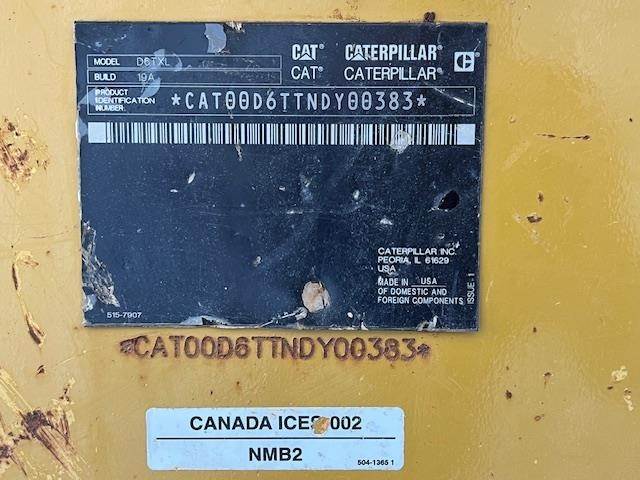 MODEL D6TXL
BUILD 19A
PRODUCT
IDENTIFICATION
NUMBER:
*CAT00D6TTNDY00383*
CAT CATERPILLAR C
CAT® CATERPILLAR®
CATERPILLAR INC.
PEORIA, IL 61629
USA
MADE IN USA
OF DOMESTIC AND
FOREIGN COMPONENTS
ISSUE: 1
515-7907
*CAT00D6TTNDY00383*
CANADA ICES-002
NMB2
504-1365 1